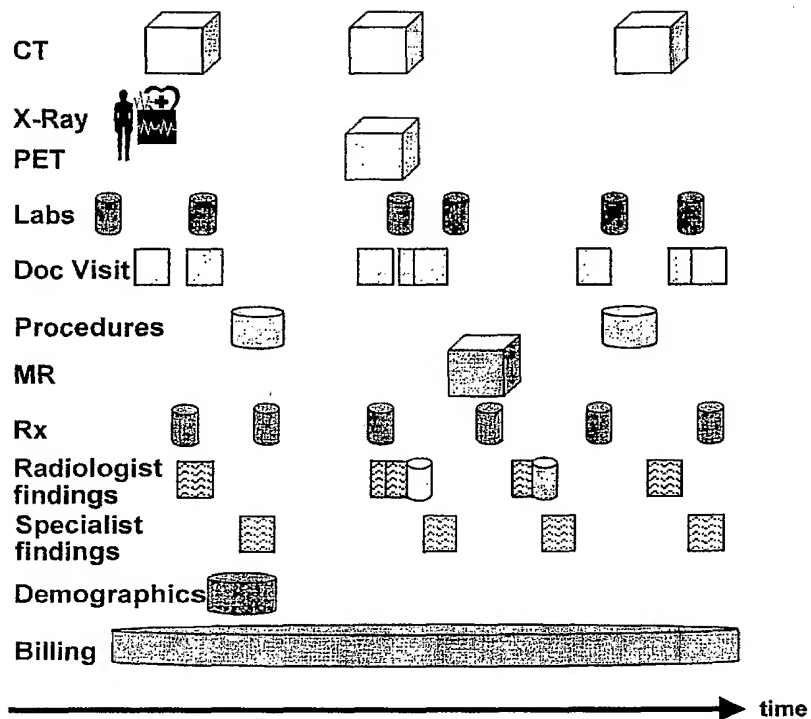 CT
X-Ray
PET
Labs
Doc Visit
Procedures
MR
Rx
Radiologist
findings
Specialist
findings
Demographics
Billing
time